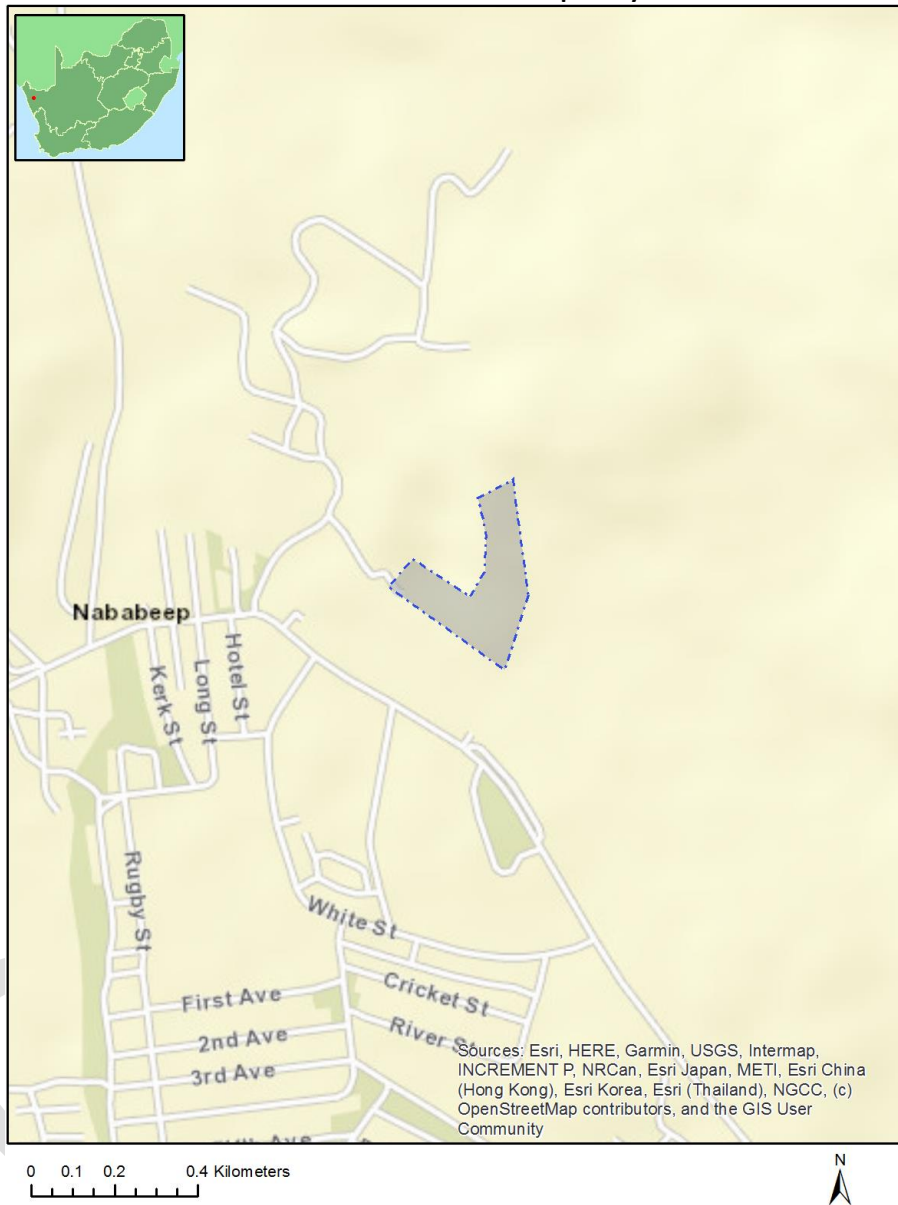 Nababeep
Kerk St
Long St
Hotel St
Rugby St
White St
First Ave
Cricket St
2nd Ave
River St
3rd Ave
Sources: Esri, HERE, Garmin, USGS, Intermap,
INCREMENT P, NRCan, Esri Japan, METI, Esri China
(Hong Kong), Esri Korea, Esri (Thailand), NGCC, (c)
OpenStreetMap contributors, and the GIS User
Community
0 0.1 0.2 0.4 Kilometers
N